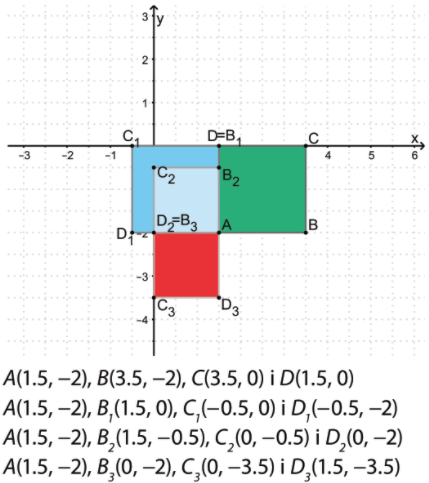 3 y
2
1
C₁ D=B₁ C x
−3 −2 −1 4 5 6
C₂ B₂
D₂=B₃ A
D₁ −2 B
−3
C₃ D₃
−4
A(1.5, −2), B(3.5, −2), C(3.5, 0) i D(1.5, 0)
A(1.5, −2), B₁(1.5, 0), C₁(−0.5, 0) i D₁(−0.5, −2)
A(1.5, −2), B₂(1.5, −0.5), C₂(0, −0.5) i D₂(0, −2)
A(1.5, −2), B₃(0, −2), C₃(0, −3.5) i D₃(1.5, −3.5)